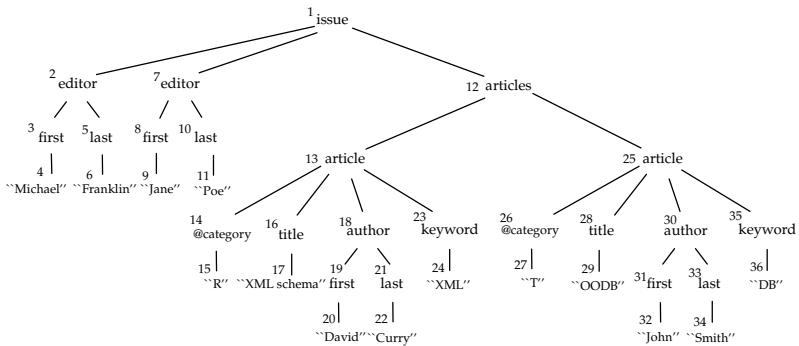 1 issue
2 editor 7 editor 12 articles
3 first 5 last 8 first 10 last 13 article 25 article
4 ``Michael'' 6 ``Franklin'' 9 ``Jane'' 11 ``Poe''
14 @category 16 title 18 author 23 keyword 26 @category 28 title 30 author 35 keyword
15 ``R'' 17 ``XML schema'' 19 first 21 last 24 ``XML'' 27 ``T'' 29 ``OODB'' 31 first 33 last 36 ``DB''
20 ``David'' 22 ``Curry'' 32 ``John'' 34 ``Smith''